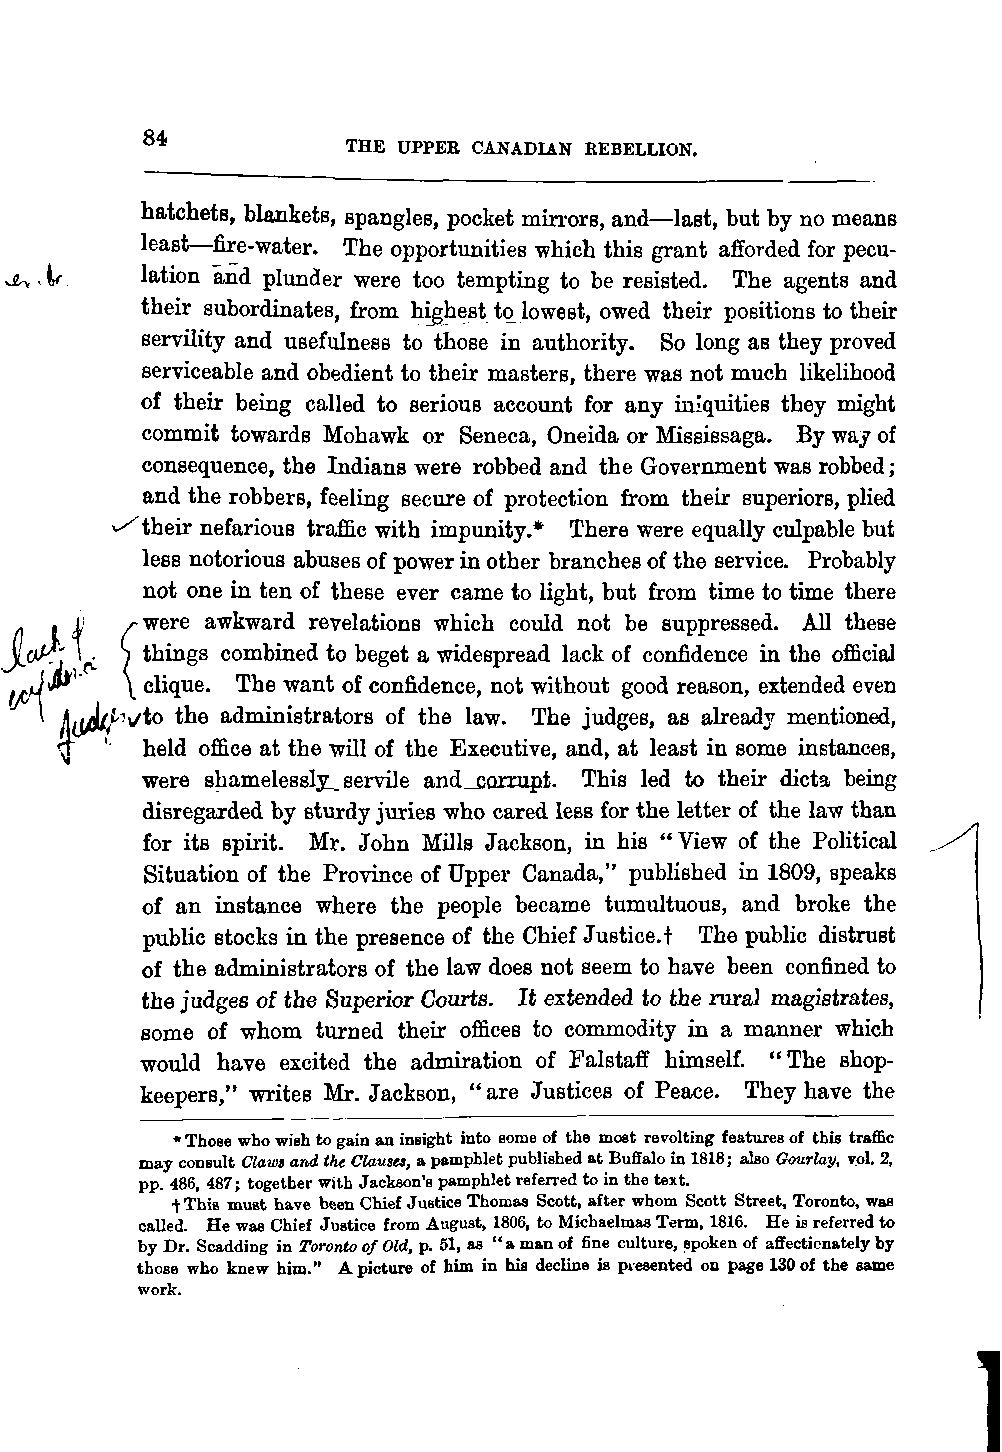 84
THE UPPER CANADIAN REBELLION.
hatchets, blankets, spangles, pocket mirrors, and—last, but by no means
least—fire-water. The opportunities which this grant afforded for pecu-
lation and plunder were too tempting to be resisted. The agents and
their subordinates, from highest to lowest, owed their positions to their
servility and usefulness to those in authority. So long as they proved
serviceable and obedient to their masters, there was not much likelihood
of their being called to serious account for any iniquities they might
commit towards Mohawk or Seneca, Oneida or Mississaga. By way of
consequence, the Indians were robbed and the Government was robbed;
and the robbers, feeling secure of protection from their superiors, plied
their nefarious traffic with impunity.* There were equally culpable but
less notorious abuses of power in other branches of the service. Probably
not one in ten of these ever came to light, but from time to time there
were awkward revelations which could not be suppressed. All these
lack of
things combined to beget a widespread lack of confidence in the official
clique. The want of confidence, not without good reason, extended even
to the administrators of the law. The judges, as already mentioned,
held office at the will of the Executive, and, at least in some instances,
were shamelessly servile and corrupt. This led to their dicta being
disregarded by sturdy juries who cared less for the letter of the law than
for its spirit. Mr. John Mills Jackson, in his "View of the Political
Situation of the Province of Upper Canada," published in 1809, speaks
of an instance where the people became tumultuous, and broke the
public stocks in the presence of the Chief Justice.† The public distrust
of the administrators of the law does not seem to have been confined to
the judges of the Superior Courts. It extended to the rural magistrates,
some of whom turned their offices to commodity in a manner which
would have excited the admiration of Falstaff himself. "The shop-
keepers," writes Mr. Jackson, "are Justices of Peace. They have the
* Those who wish to gain an insight into some of the most revolting features of this traffic
may consult Claws and the Clauses, a pamphlet published at Buffalo in 1818; also Gourlay, vol. 2,
pp. 486, 487; together with Jackson's pamphlet referred to in the text.
† This must have been Chief Justice Thomas Scott, after whom Scott Street, Toronto, was
called. He was Chief Justice from August, 1806, to Michaelmas Term, 1816. He is referred to
by Dr. Scadding in Toronto of Old, p. 51, as "a man of fine culture, spoken of affectionately by
those who knew him." A picture of him in his decline is presented on page 130 of the same
work.